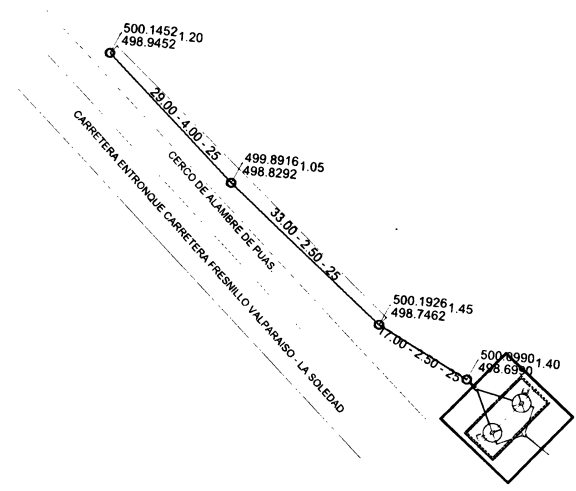 500.1452 1.20
498.9452
29.00 - 4.00 - 25
CARRETERA ENTRONQUE CARRETERA FRESNILLO VALPARAISO - LA SOLEDAD
CERCO DE ALAMBRE DE PUAS
499.8916 1.05
498.8292
33.00 - 2.50 - 25
500.1926 1.45
498.7462
17.00 - 2.50 - 25
500.0990 1.40
498.6990